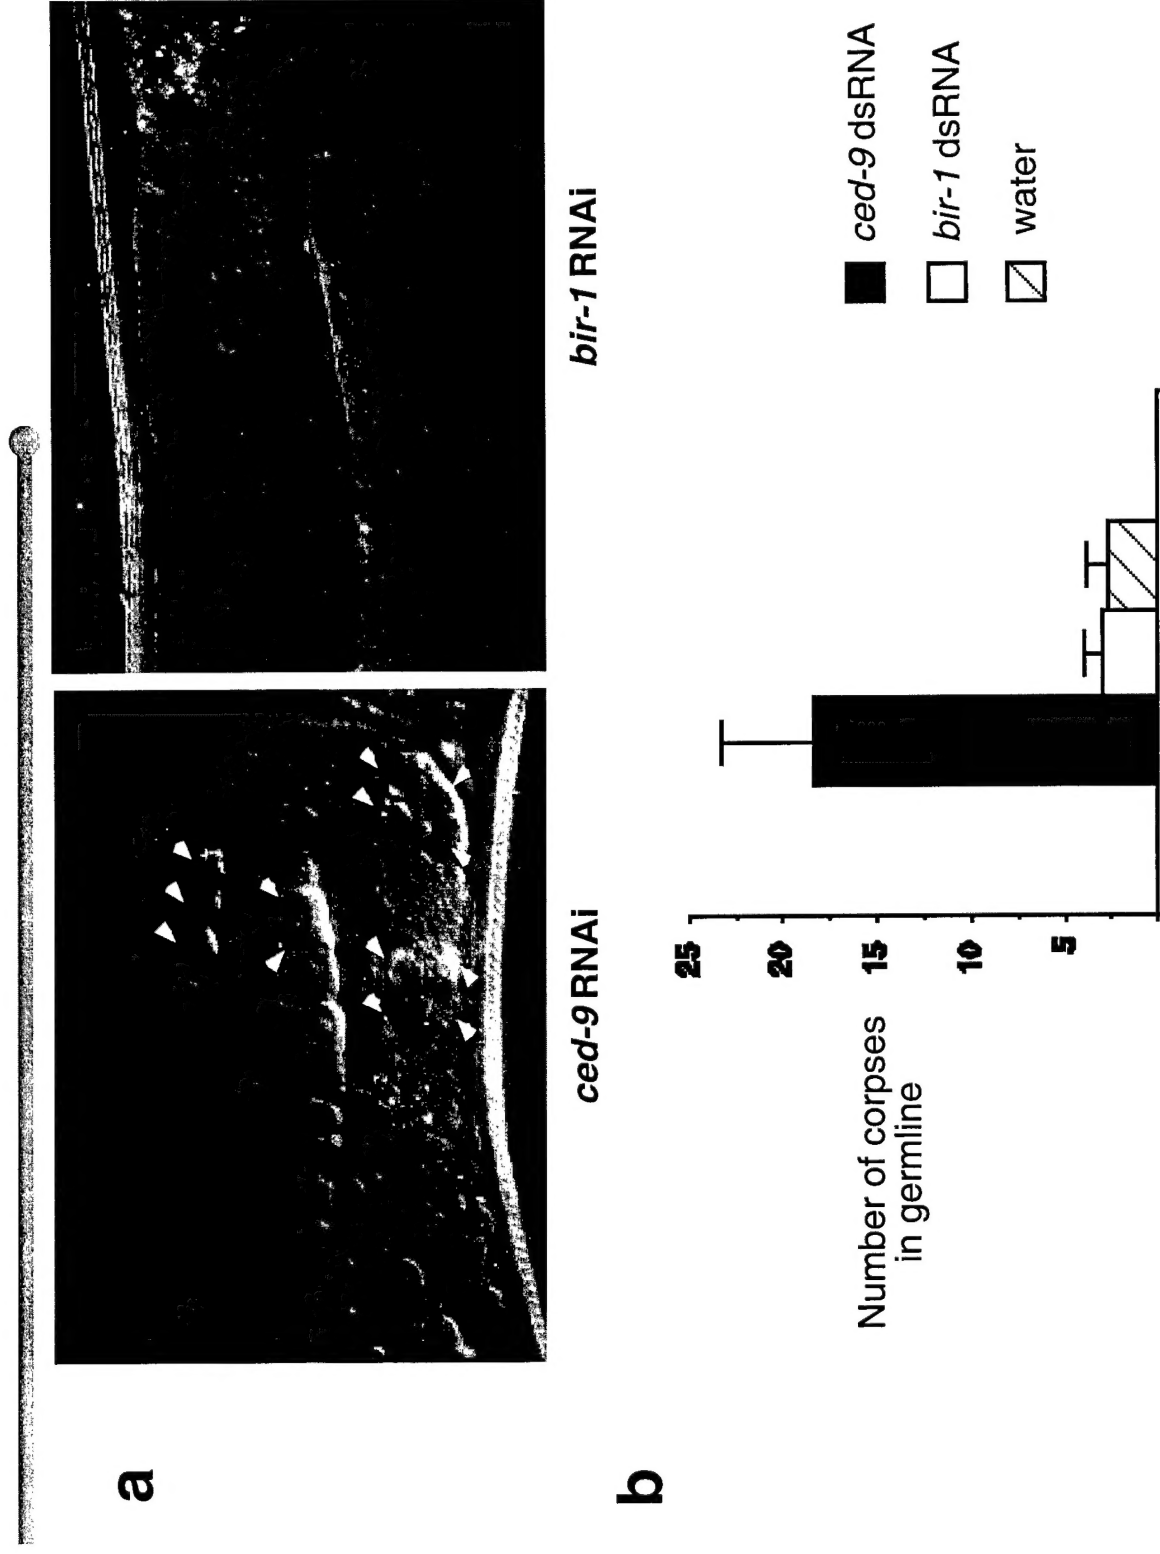 a
ced-9 RNAi
bir-1 RNAi
b
Number of corpses
in germline
25
20
15
10
5
ced-9 dsRNA
bir-1 dsRNA
water